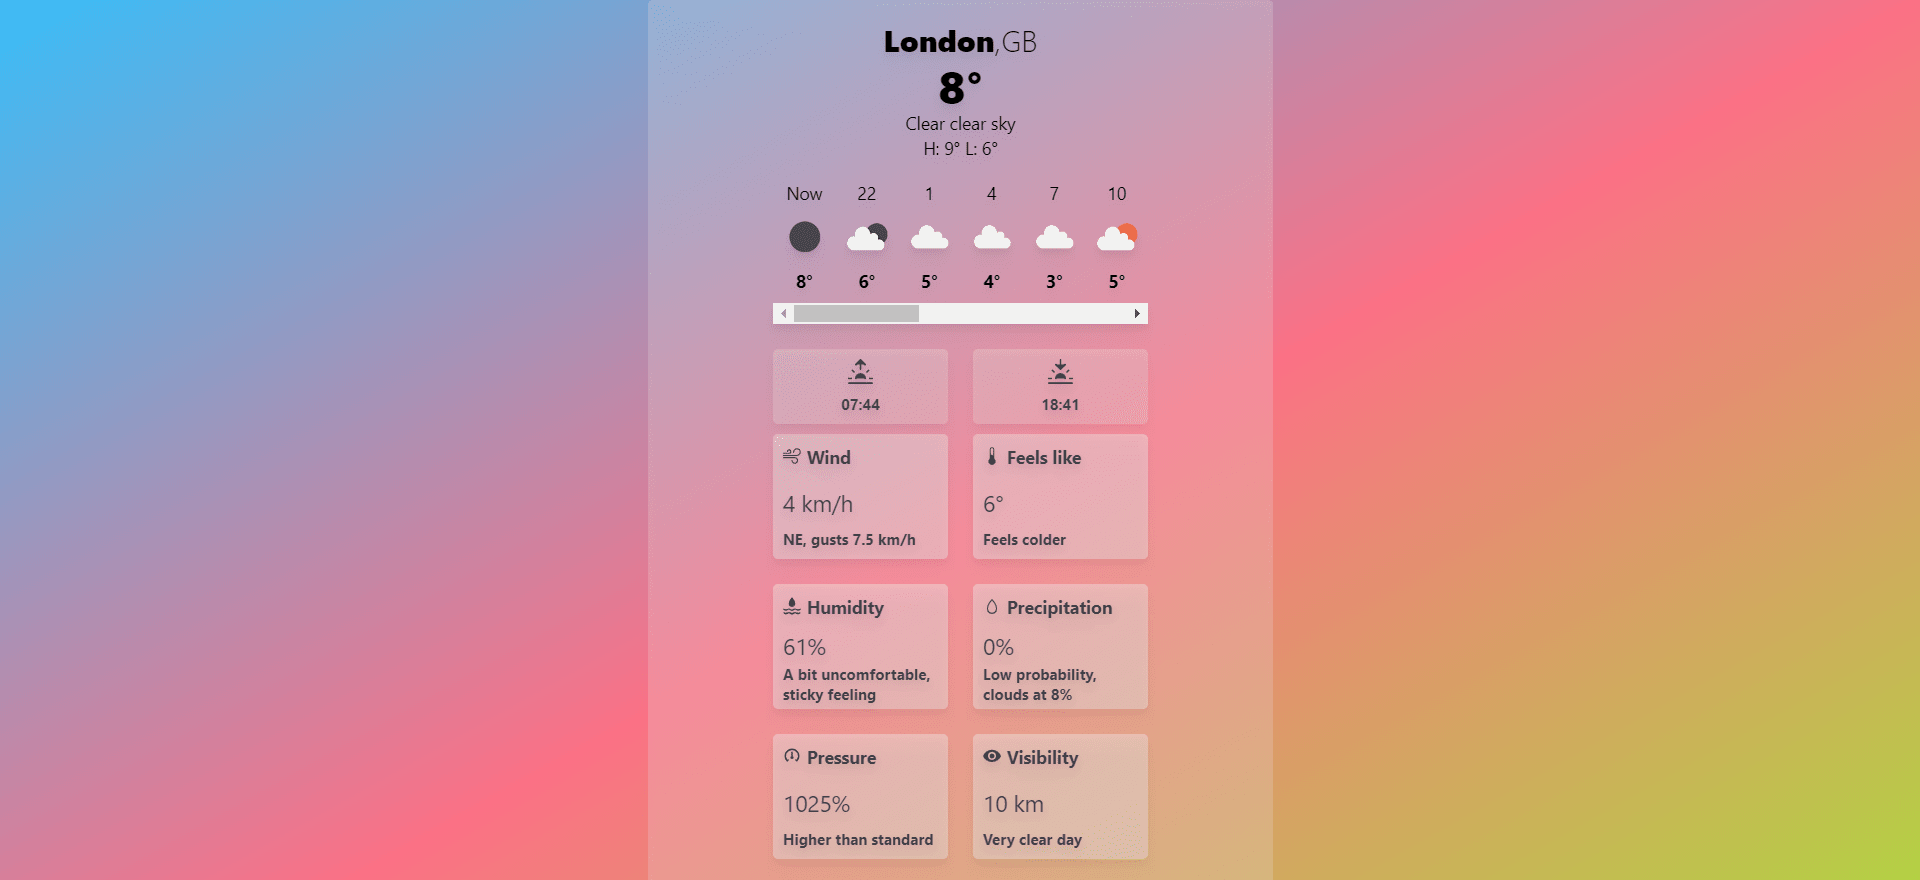 London,GB
8°
Clear clear sky
H: 9° L: 6°
Now 22 1 4 7 10
8° 6° 5° 4° 3° 5°
07:44 18:41
Wind
4 km/h
NE, gusts 7.5 km/h
Feels like
6°
Feels colder
Humidity
61%
A bit uncomfortable,
sticky feeling
Precipitation
0%
Low probability,
clouds at 8%
Pressure
1025%
Higher than standard
Visibility
10 km
Very clear day